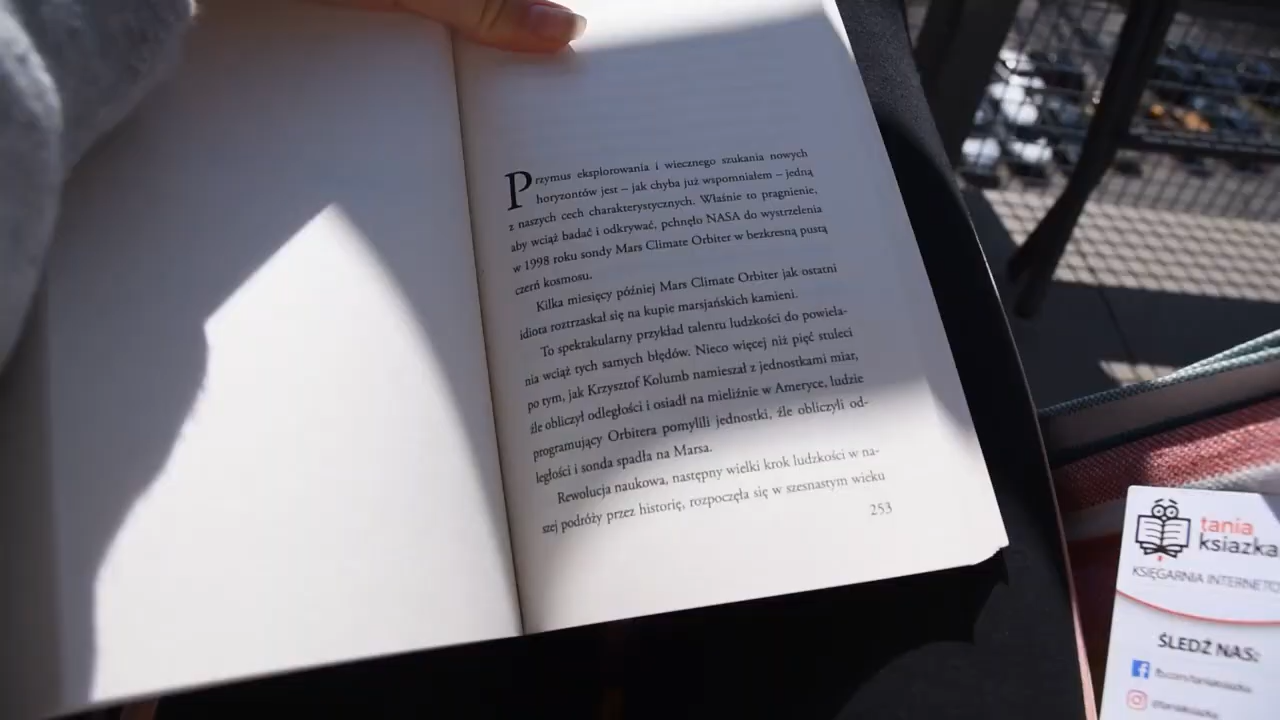 Przymus eksplorowania i wiecznego szukania nowych
horyzontów jest – jak chyba już wspomniałem – jedną
z naszych cech charakterystycznych. Właśnie to pragnienie,
aby wciąż badać i odkrywać, pchnęło NASA do wystrzelenia
w 1998 roku sondy Mars Climate Orbiter w bezkresną pustą
czerń kosmosu.
Kilka miesięcy później Mars Climate Orbiter jak ostatni
idiota roztrzaskał się na kupie marsjańskich kamieni.
To spektakularny przykład talentu ludzkości do powiela-
nia wciąż tych samych błędów. Nieco więcej niż pięć stuleci
po tym, jak Krzysztof Kolumb namieszał z jednostkami miar,
źle obliczył odległości i osiadł na mieliźnie w Ameryce, ludzie
programujący Orbitera pomylili jednostki, źle obliczyli od-
ległości i sonda spadła na Marsa.
Rewolucja naukowa, następny wielki krok ludzkości w na-
szej podróży przez historię, rozpoczęła się w szesnastym wieku
253
tania
ksiazka
KSIĘGARNIA INTERNETO
ŚLEDŹ NAS:
fb.com/taniaksiazka
@taniaksiazka